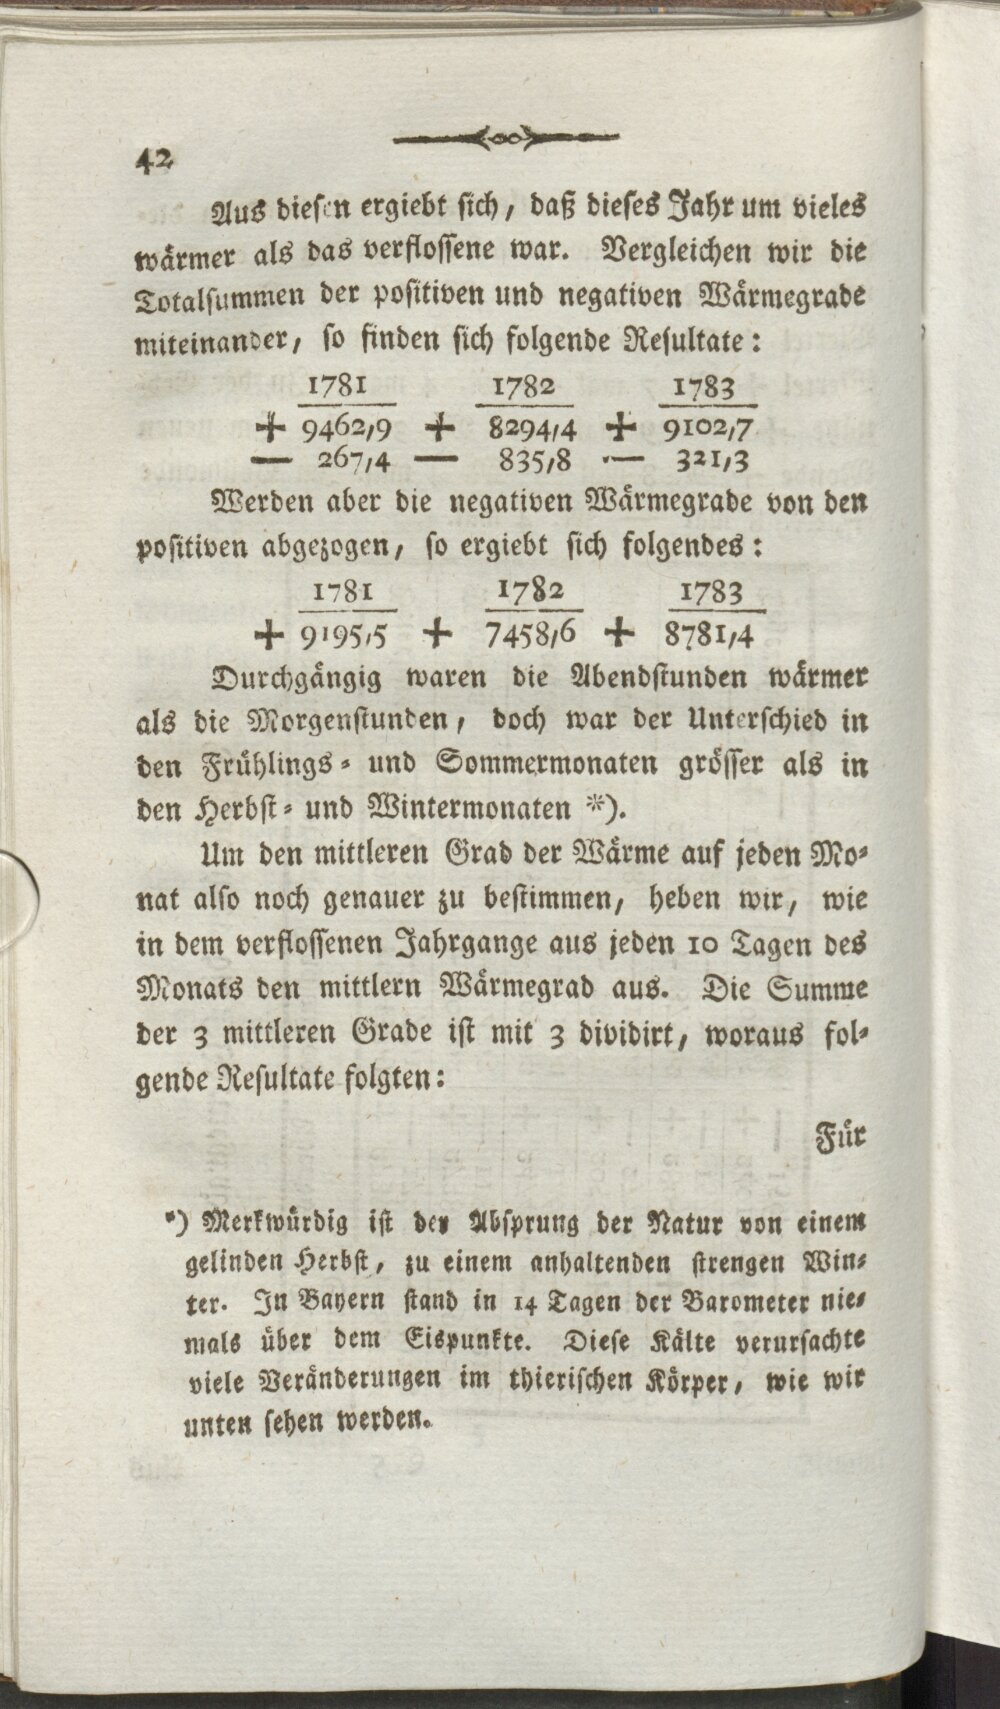 42
Aus diesen ergiebt sich, daß dieses Jahr um vieles
wärmer als das verflossene war. Vergleichen wir die
Totalsummen der positiven und negativen Wärmegrade
miteinander, so finden sich folgende Resultate:
1781 1782 1783
+ 9462,9 + 8294,4 + 9102,7
— 267,4 — 835,8 — 321,3
Werden aber die negativen Wärmegrade von den
positiven abgezogen, so ergiebt sich folgendes:
1781 1782 1783
+ 9195,5 + 7458,6 + 8781,4
Durchgängig waren die Abendstunden wärmer
als die Morgenstunden, doch war der Unterschied in
den Frühlings- und Sommermonaten grösser als in
den Herbst- und Wintermonaten *).
Um den mittleren Grad der Wärme auf jeden Mo-
nat also noch genauer zu bestimmen, heben wir, wie
in dem verflossenen Jahrgange aus jeden 10 Tagen des
Monats den mittlern Wärmegrad aus. Die Summe
der 3 mittleren Grade ist mit 3 dividirt, woraus fol-
gende Resultate folgten:
Für
*) Merkwürdig ist der Absprung der Natur von einem
gelinden Herbst, zu einem anhaltenden strengen Win-
ter. In Bayern stand in 14 Tagen der Barometer nie-
mals über dem Eispunkte. Diese Kälte verursachte
viele Veränderungen im thierischen Körper, wie wir
unten sehen werden.